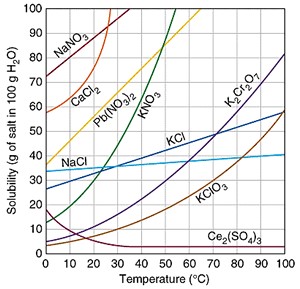 Solubility (g of salt in 100 g H₂O)
100
90
80
70
60
50
40
30
20
10
0
NaNO₃
CaCl₂
Pb(NO₃)₂
KNO₃
K₂Cr₂O₇
KCl
NaCl
KClO₃
Ce₂(SO₄)₃
0 10 20 30 40 50 60 70 80 90 100
Temperature (°C)